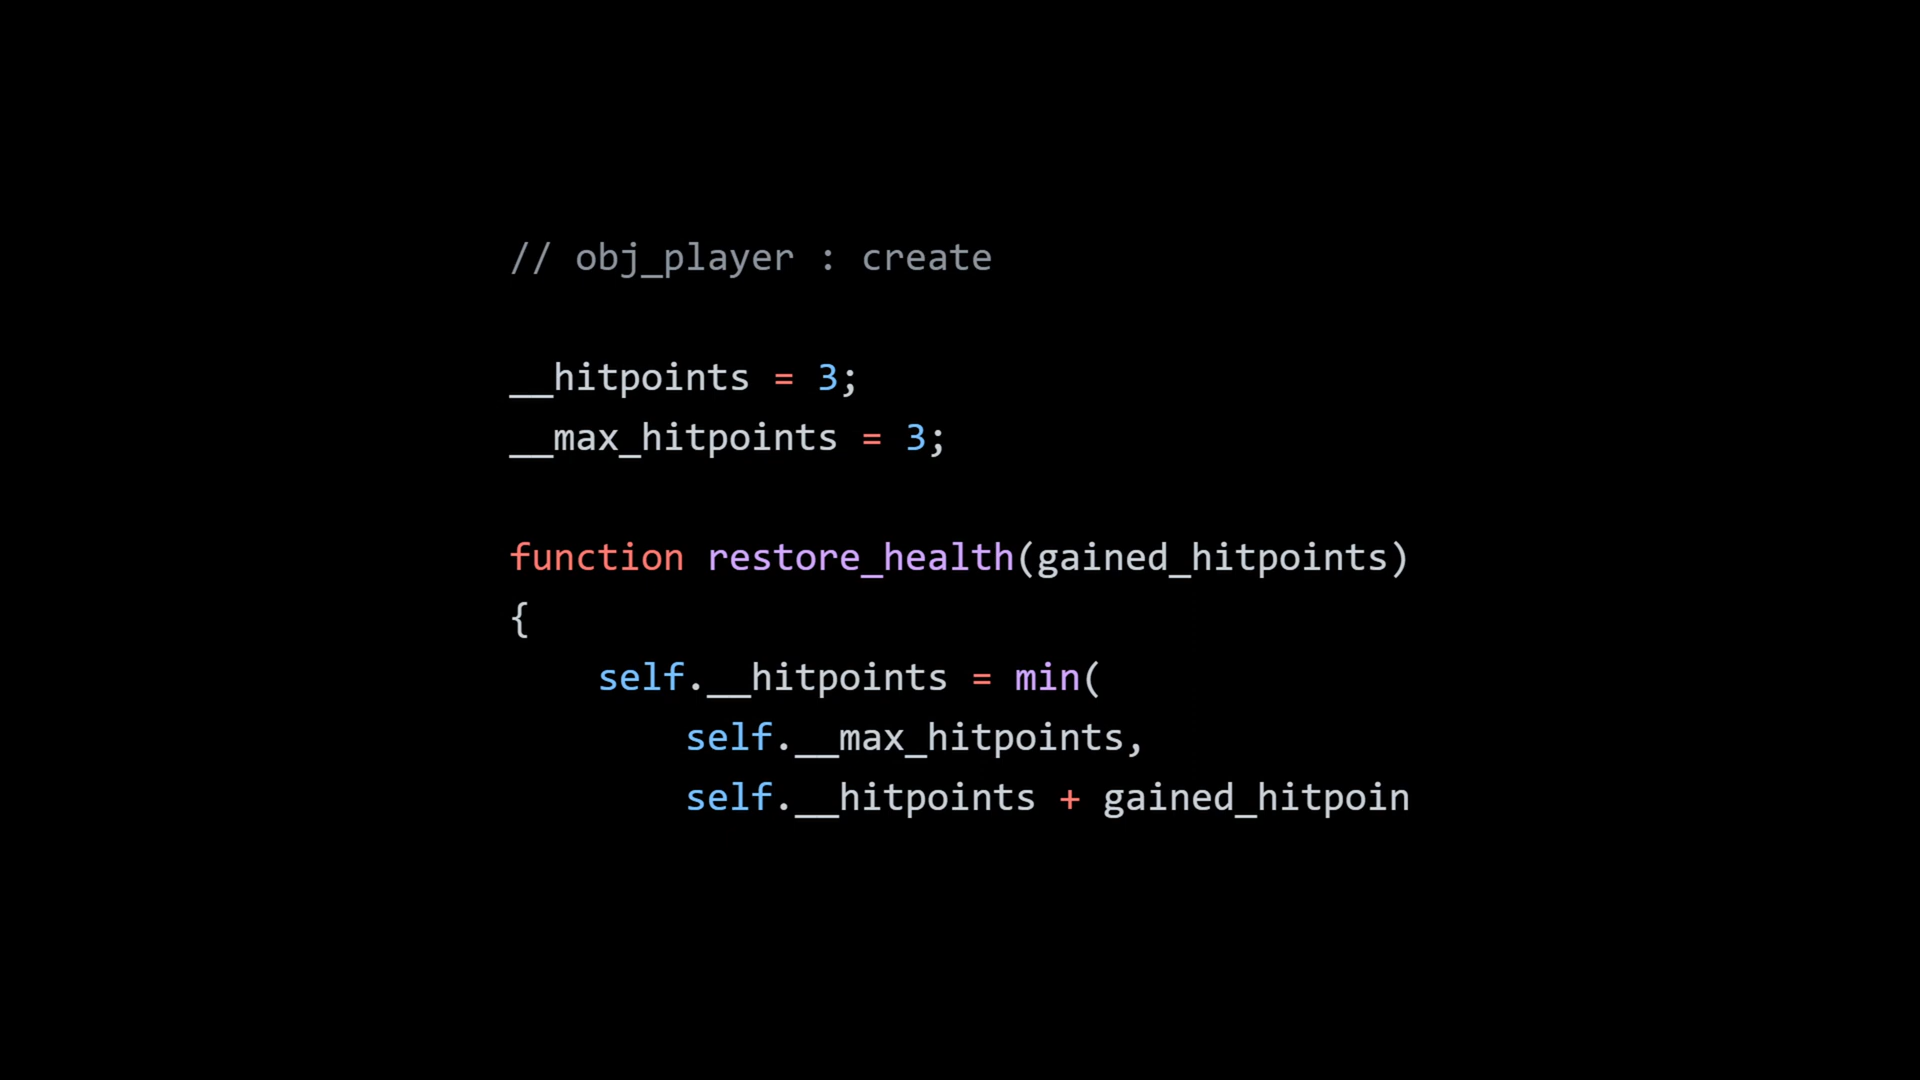 // obj_player : create
__hitpoints = 3;
__max_hitpoints = 3;
function restore_health(gained_hitpoints)
{
self.__hitpoints = min(
self.__max_hitpoints,
self.__hitpoints + gained_hitpoin